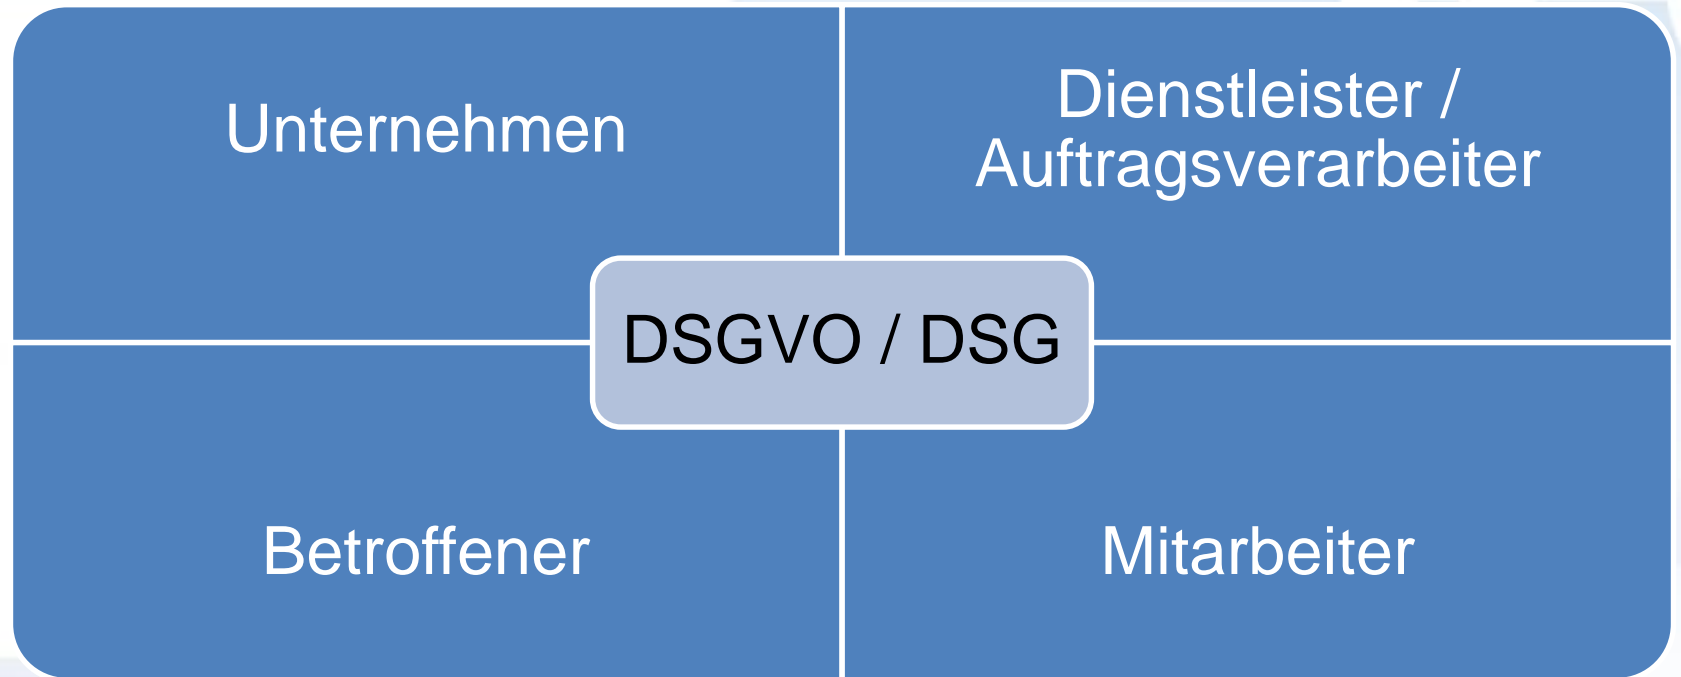 Unternehmen
Dienstleister /
Auftragsverarbeiter
DSGVO / DSG
Betroffener
Mitarbeiter